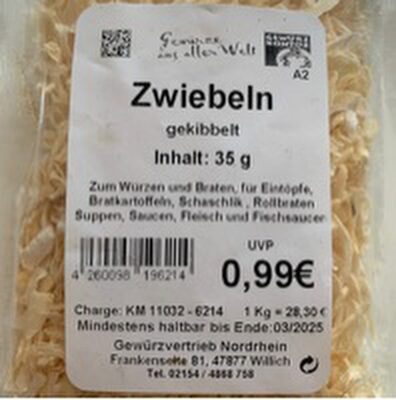 Gewürze
aus aller Welt
GEWÜRZ
KONTOR
A2
Zwiebeln
gekibbelt
Inhalt: 35 g
Zum Würzen und Braten, für Eintöpfe,
Bratkartoffeln, Schaschlik , Rollbraten
Suppen, Saucen, Fleisch und Fischsaucen
UVP
0,99€
4 260098 196214
Charge: KM 11032 - 6214 1 Kg = 28,30 €
Mindestens haltbar bis Ende:03/2025
Gewürzvertrieb Nordrhein
Frankenseite 81, 47877 Willich
Tel. 02154 / 4868 758